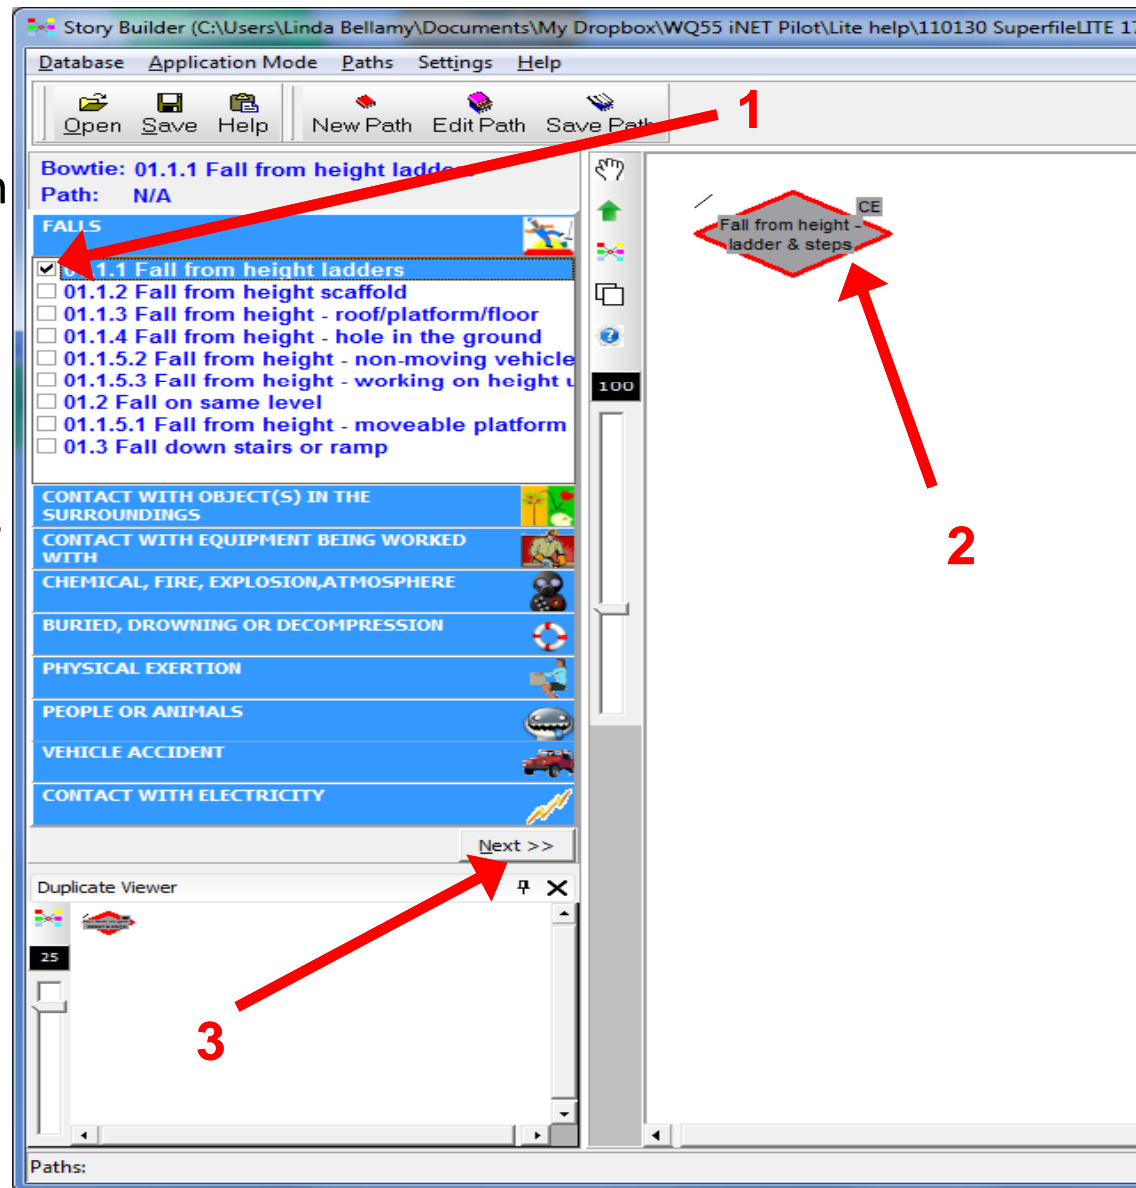 Story Builder (C:\Users\Linda Bellamy\Documents\My Dropbox\WQ55 iNET Pilot\Lite help\110130 SuperfileLITE 17
Database Application Mode Paths Settings Help
Open Save Help New Path Edit Path Save Path
1
Bowtie: 01.1.1 Fall from height ladders
Path: N/A
FALLS
01.1.1 Fall from height ladders
01.1.2 Fall from height scaffold
01.1.3 Fall from height - roof/platform/floor
01.1.4 Fall from height - hole in the ground
01.1.5.2 Fall from height - non-moving vehicle
01.1.5.3 Fall from height - working on height u
01.2 Fall on same level
01.1.5.1 Fall from height - moveable platform
01.3 Fall down stairs or ramp
CONTACT WITH OBJECT(S) IN THE
SURROUNDINGS
CONTACT WITH EQUIPMENT BEING WORKED
WITH
CHEMICAL, FIRE, EXPLOSION,ATMOSPHERE
BURIED, DROWNING OR DECOMPRESSION
PHYSICAL EXERTION
PEOPLE OR ANIMALS
VEHICLE ACCIDENT
CONTACT WITH ELECTRICITY
Next >>
100
CE
Fall from height -
ladder & steps
2
Duplicate Viewer
25
3
Paths: